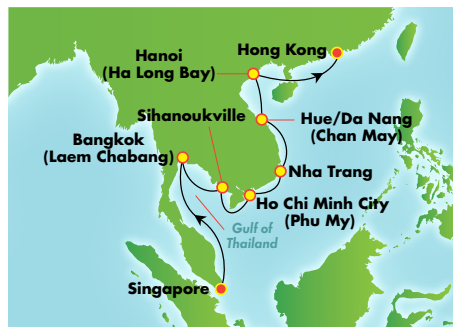 Hanoi
(Ha Long Bay)
Hong Kong
Sihanoukville
Hue/Da Nang
(Chan May)
Bangkok
(Laem Chabang)
Nha Trang
Ho Chi Minh City
(Phu My)
Gulf of
Thailand
Singapore